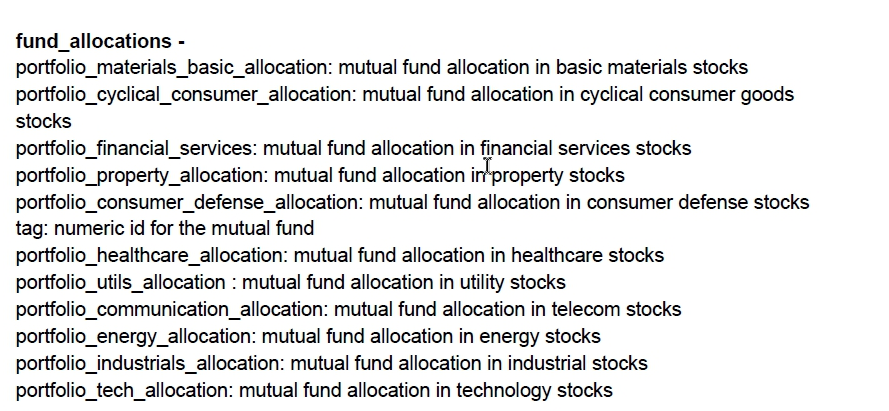 fund_allocations -
portfolio_materials_basic_allocation: mutual fund allocation in basic materials stocks
portfolio_cyclical_consumer_allocation: mutual fund allocation in cyclical consumer goods
stocks
portfolio_financial_services: mutual fund allocation in financial services stocks
portfolio_property_allocation: mutual fund allocation in property stocks
portfolio_consumer_defense_allocation: mutual fund allocation in consumer defense stocks
tag: numeric id for the mutual fund
portfolio_healthcare_allocation: mutual fund allocation in healthcare stocks
portfolio_utils_allocation : mutual fund allocation in utility stocks
portfolio_communication_allocation: mutual fund allocation in telecom stocks
portfolio_energy_allocation: mutual fund allocation in energy stocks
portfolio_industrials_allocation: mutual fund allocation in industrial stocks
portfolio_tech_allocation: mutual fund allocation in technology stocks